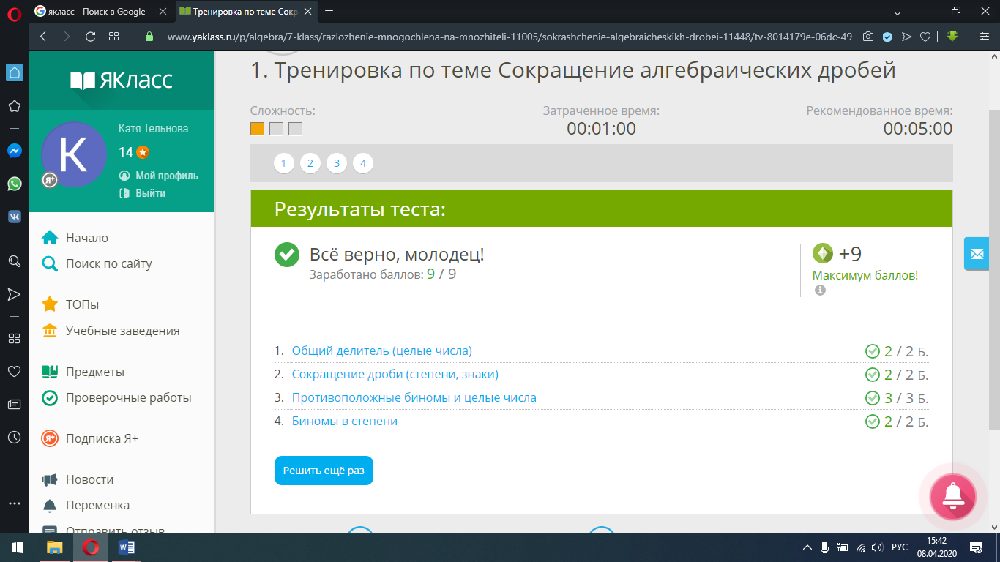 якласс - Поиск в Google
Тренировка по теме Сокр
www.yaklass.ru/p/algebra/7-klass/razlozhenie-mnogochlena-na-mnozhiteli-11005/sokrashchenie-algebraicheskikh-drobei-11448/tv-8014179e-06dc-49
ЯКласс
Катя Тельнова
14
Я+
Мой профиль
Выйти
К
Начало
Поиск по сайту
ТОПы
Учебные заведения
Предметы
Проверочные работы
Я+ Подписка Я+
Новости
Переменка
Отправить отзыв
1. Тренировка по теме Сокращение алгебраических дробей
Сложность:
Затраченное время:
00:01:00
Рекомендованное время:
00:05:00
1 2 3 4
Результаты теста:
Всё верно, молодец!
Заработано баллов: 9 / 9
+9
Максимум баллов!
1. Общий делитель (целые числа) 2 / 2 Б.
2. Сокращение дроби (степени, знаки) 2 / 2 Б.
3. Противоположные биномы и целые числа 3 / 3 Б.
4. Биномы в степени 2 / 2 Б.
Решить ещё раз
РУС
15:42
08.04.2020